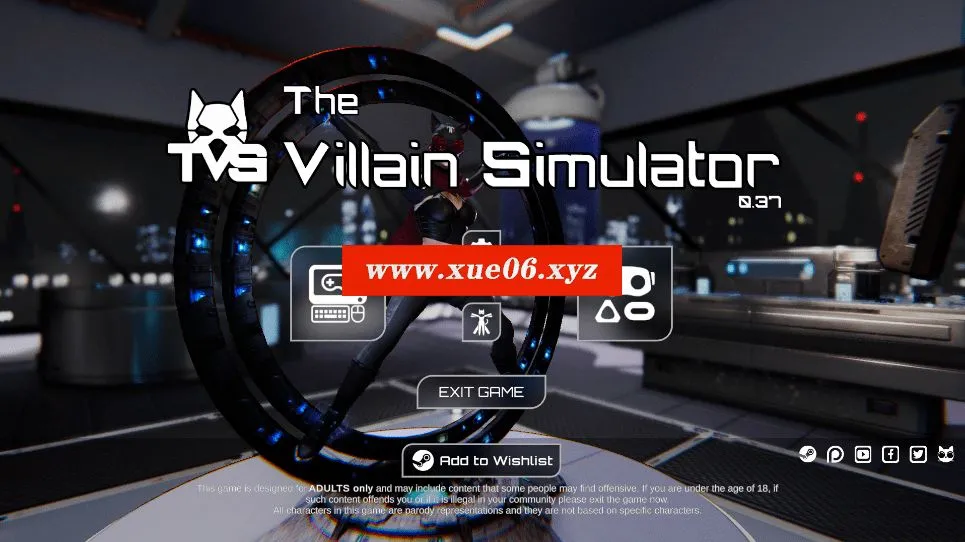 The
TVS Villain Simulator
0.37
www.xue06.xyz
EXIT GAME
Add to Wishlist
This game is designed for ADULTS only and may include content that some people may find offensive. If you are under the age of 18, if
such content offends you or if it is illegal in your community please exit the game now.
All characters in this game are parody representations and they are not based on specific characters.